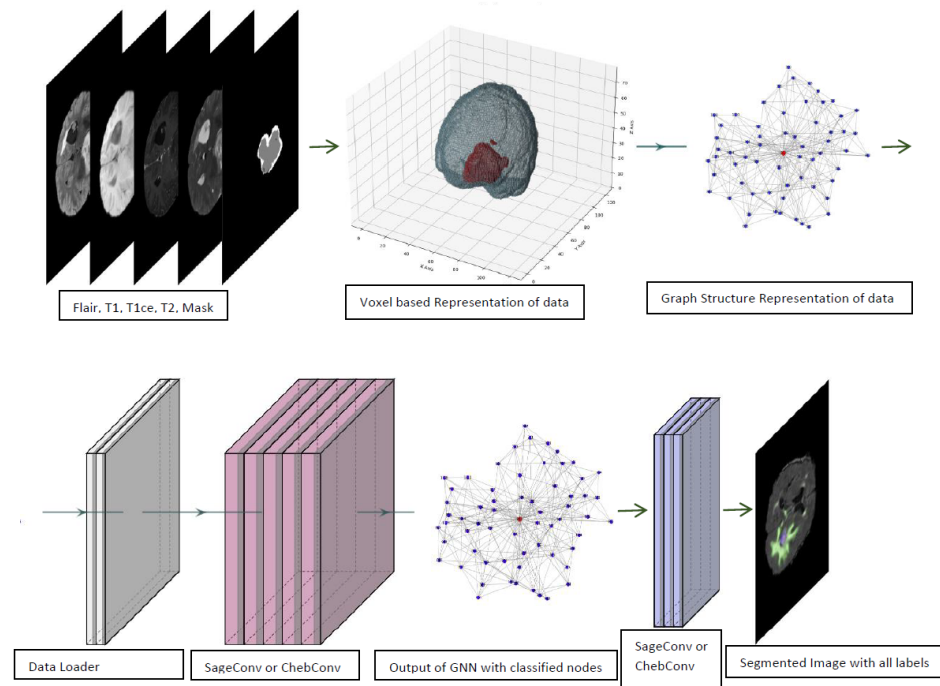 Flair, T1, T1ce, T2, Mask
Voxel based Representation of data
Graph Structure Representation of data
Data Loader
SageConv or ChebConv
Output of GNN with classified nodes
SageConv or
ChebConv
Segmented Image with all labels